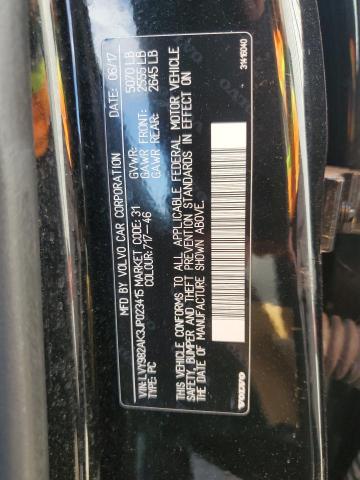 MFD BY VOLVO CAR CORPORATION DATE: 06/17
VIN: LVY982AK3JP023415 MARKET CODE: 31
TYPE: PC COLOUR: 717-46
GVWR: 5070 LB
GAWR FRONT: 2535 LB
GAWR REAR: 2645 LB
THIS VEHICLE CONFORMS TO ALL APPLICABLE FEDERAL MOTOR VEHICLE
SAFETY, BUMPER AND THEFT PREVENTION STANDARDS IN EFFECT ON
THE DATE OF MANUFACTURE SHOWN ABOVE.
VOLVO
31416040